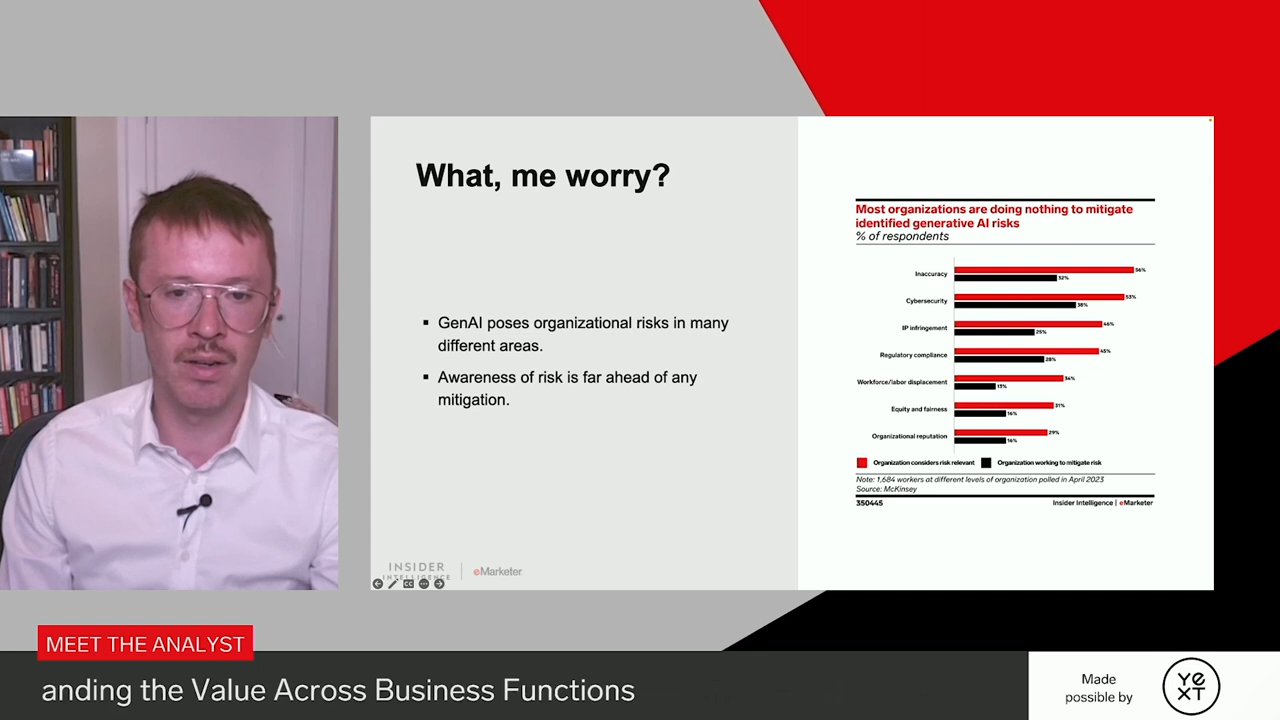 What, me worry?
▪ GenAI poses organizational risks in many
different areas.
▪ Awareness of risk is far ahead of any
mitigation.
INSIDER
INTELLIGENCE
eMarketer
CC
Most organizations are doing nothing to mitigate
identified generative AI risks
% of respondents
Inaccuracy
56%
32%
Cybersecurity
53%
38%
IP infringement
46%
25%
Regulatory compliance
45%
28%
Workforce/labor displacement
34%
13%
Equity and fairness
31%
16%
Organizational reputation
29%
16%
Organization considers risk relevant
Organization working to mitigate risk
Note: 1,684 workers at different levels of organization polled in April 2023
Source: McKinsey
350445
Insider Intelligence | eMarketer
MEET THE ANALYST
anding the Value Across Business Functions
Made
possible by
YEXT